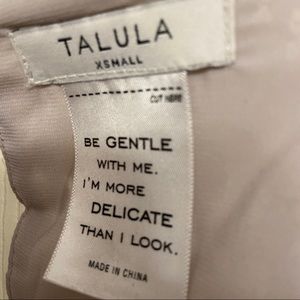 TALULA
XSMALL
CUT HERE
BE GENTLE
WITH ME.
I'M MORE
DELICATE
THAN I LOOK.
MADE IN CHINA